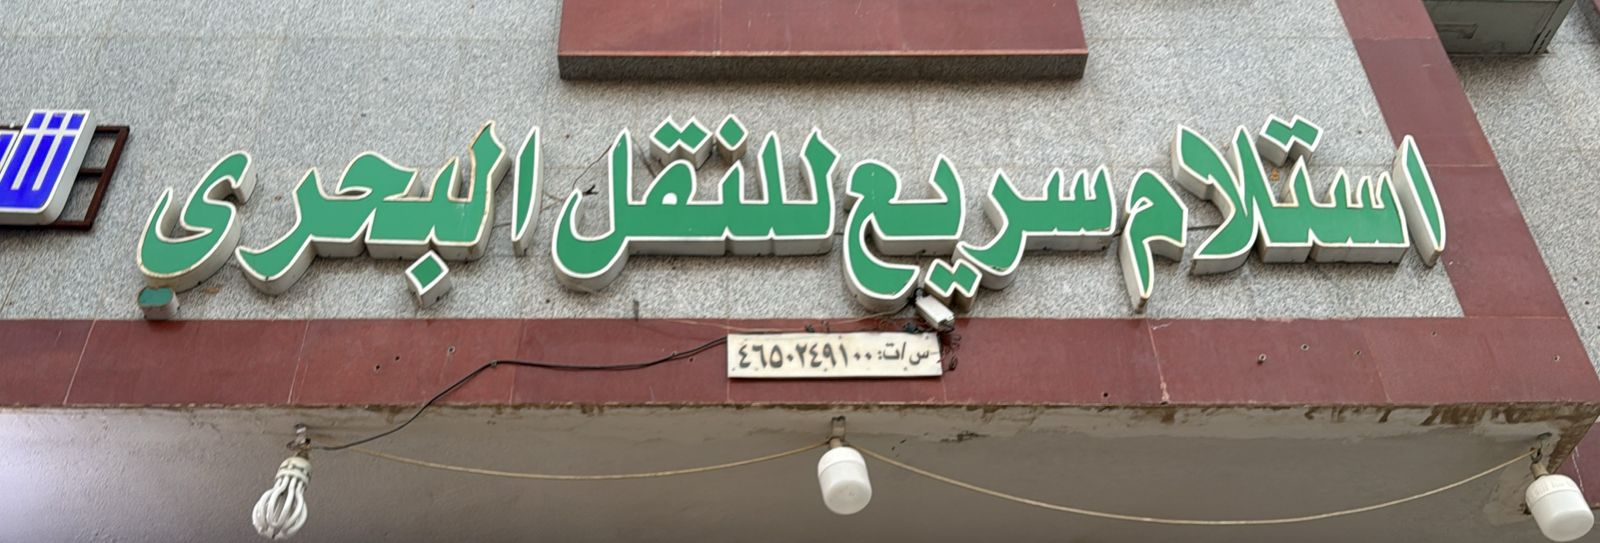 استلام سريع للنقل البحري
س/ت: ٤٦٥٠٢٤٩١٠٠